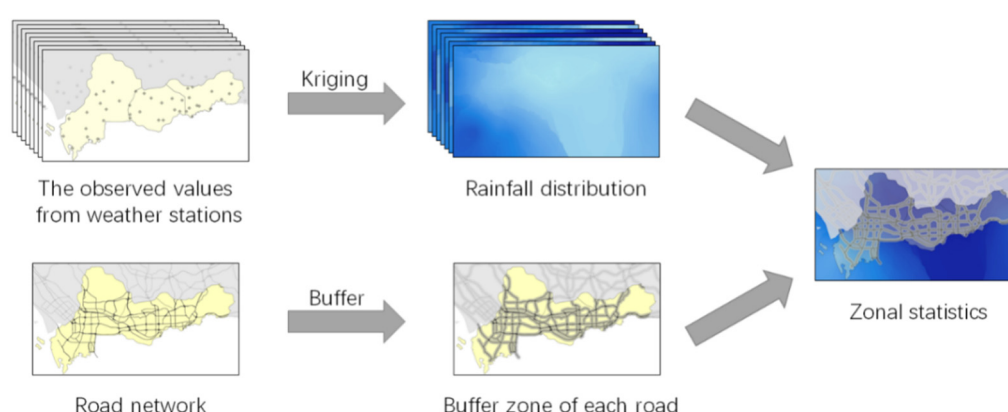 Kriging
The observed values
from weather stations
Rainfall distribution
Buffer
Zonal statistics
Road network
Buffer zone of each road